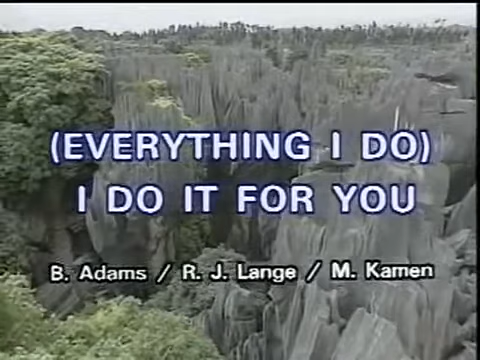 (EVERYTHING I DO)
I DO IT FOR YOU
B. Adams / R. J. Lange / M. Kamen